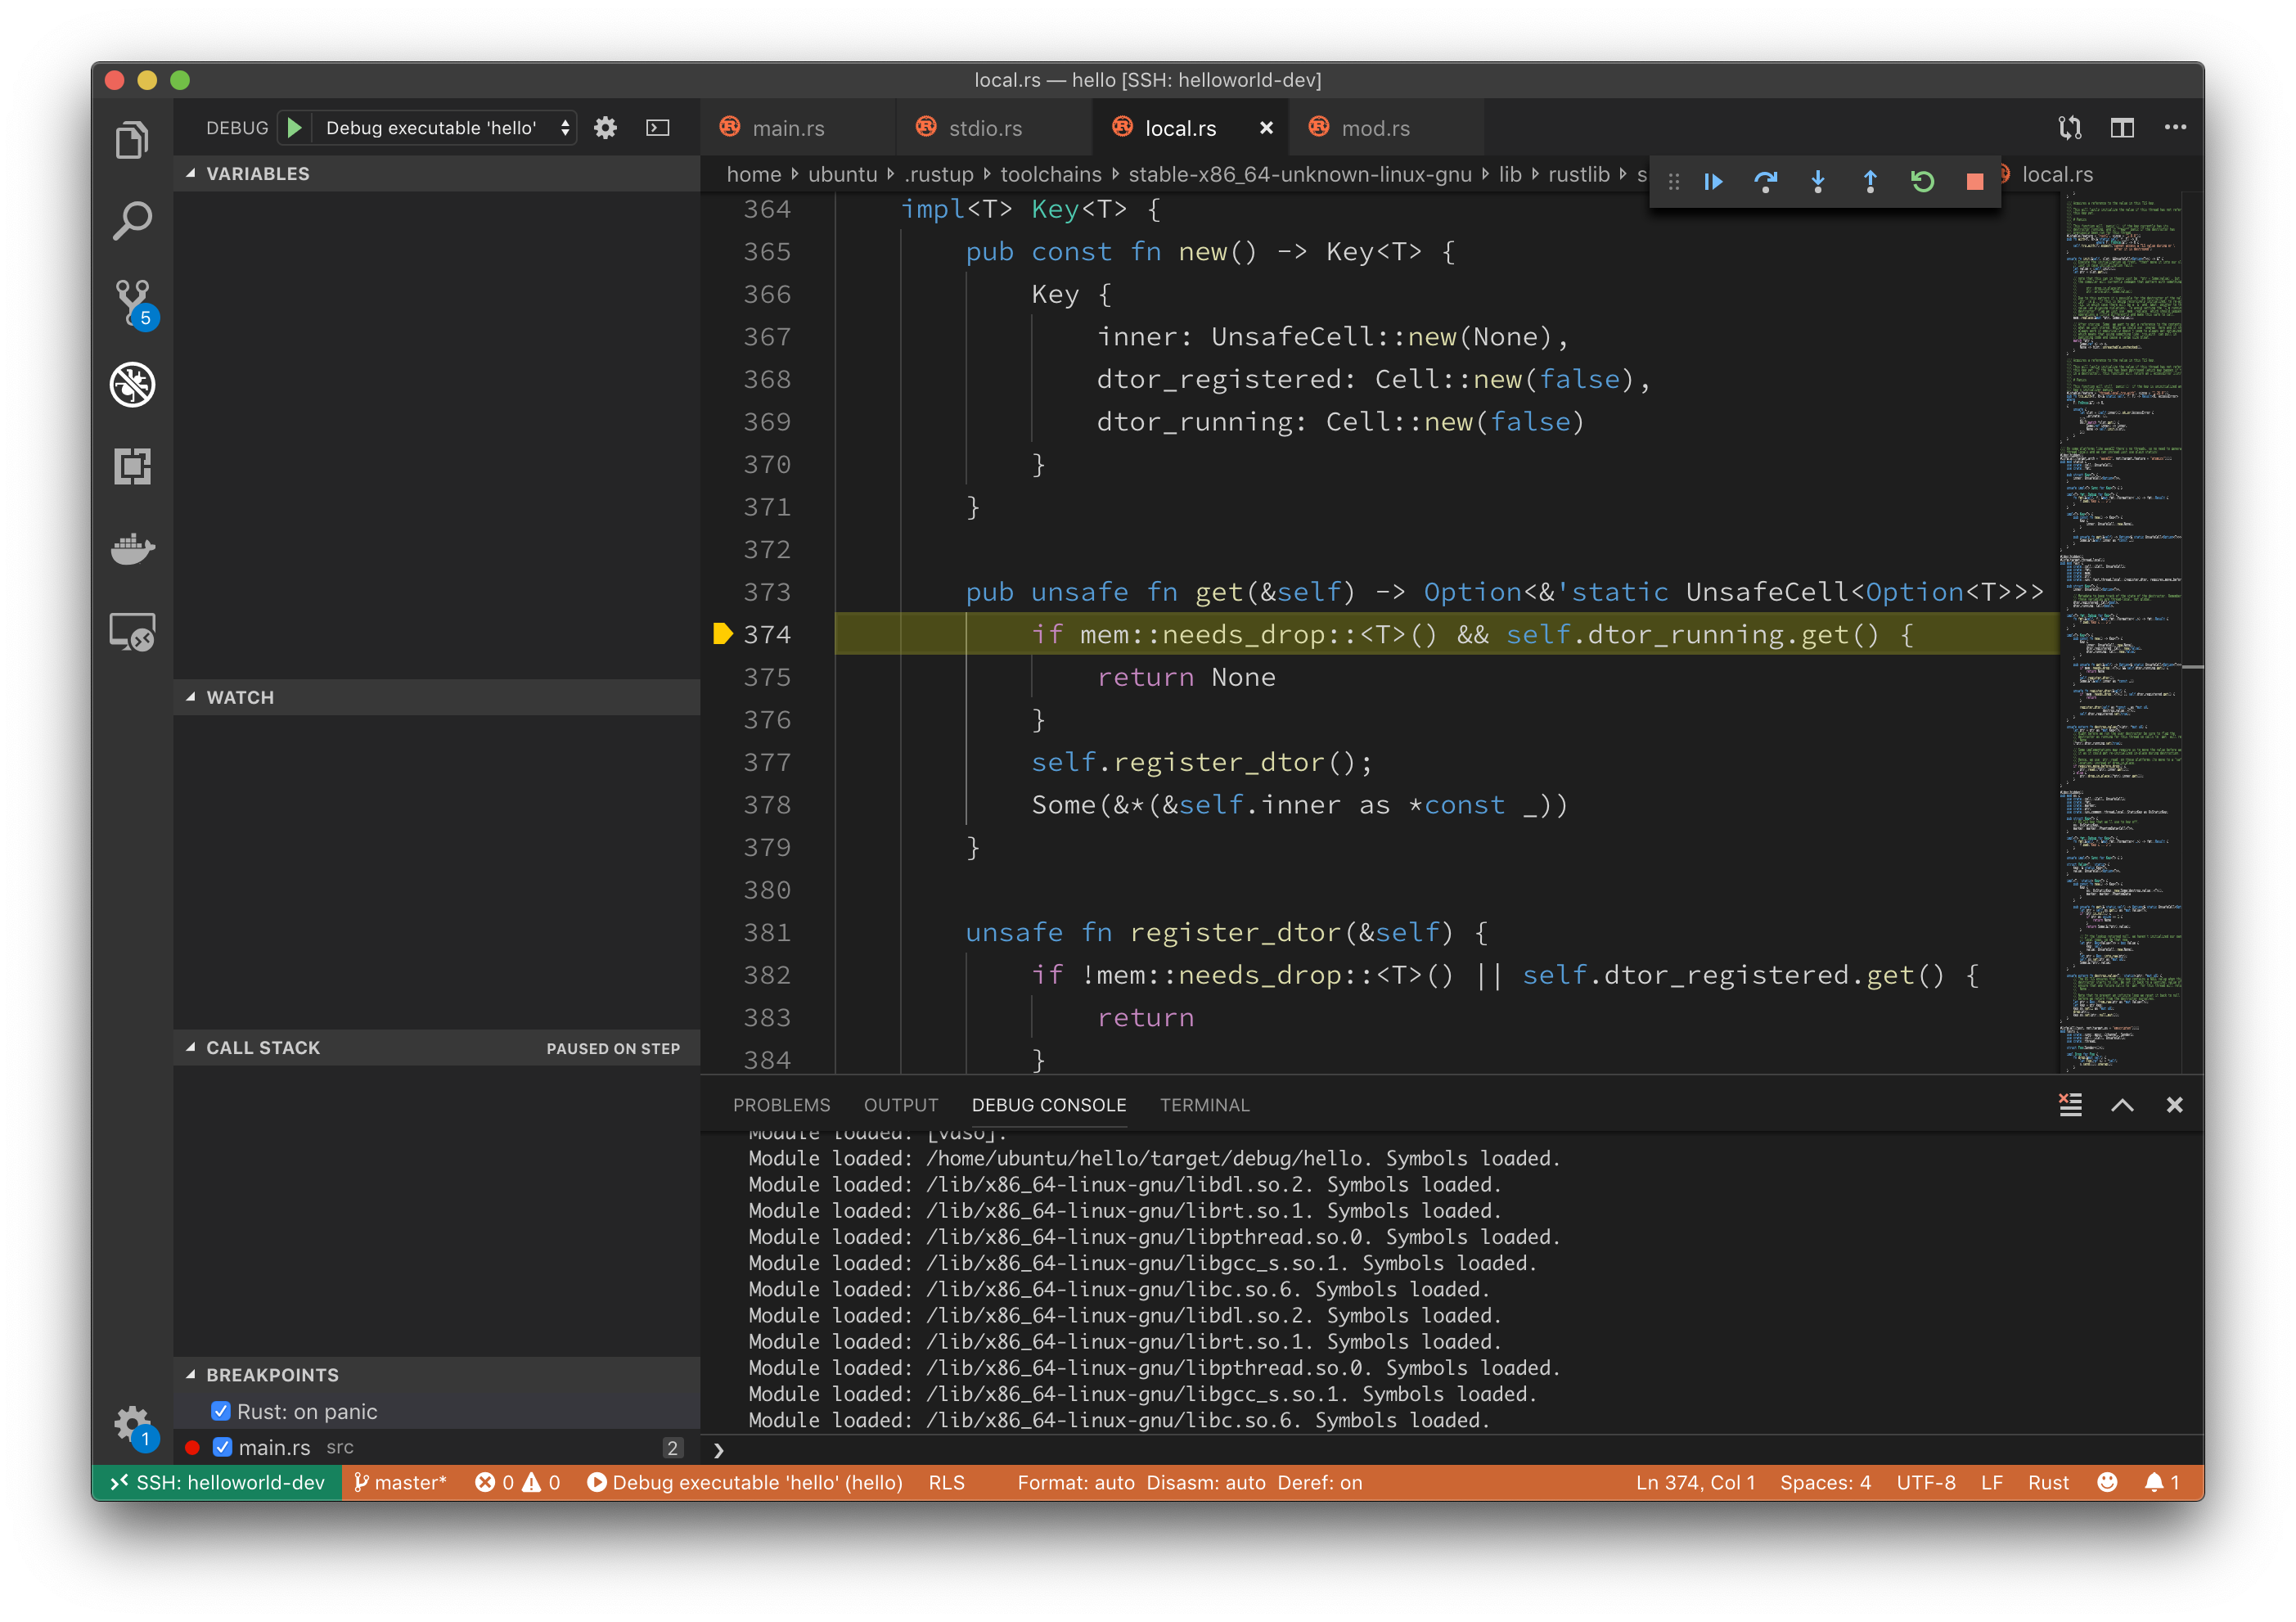 local.rs — hello [SSH: helloworld-dev]
DEBUG Debug executable 'hello'
main.rs stdio.rs local.rs mod.rs
VARIABLES
home ubuntu .rustup toolchains stable-x86_64-unknown-linux-gnu lib rustlib s local.rs
364 impl<T> Key<T> {
365 pub const fn new() -> Key<T> {
366 Key {
367 inner: UnsafeCell::new(None),
368 dtor_registered: Cell::new(false),
369 dtor_running: Cell::new(false)
370 }
371 }
372
373 pub unsafe fn get(&self) -> Option<&'static UnsafeCell<Option<T>>>
374 if mem::needs_drop::<T>() && self.dtor_running.get() {
375 return None
376 }
377 self.register_dtor();
378 Some(&*(&self.inner as *const _))
379 }
380
381 unsafe fn register_dtor(&self) {
382 if !mem::needs_drop::<T>() || self.dtor_registered.get() {
383 return
384 }
5
WATCH
CALL STACK PAUSED ON STEP
BREAKPOINTS
Rust: on panic
main.rs src 2
1
PROBLEMS OUTPUT DEBUG CONSOLE TERMINAL
Module loaded: [vdso].
Module loaded: /home/ubuntu/hello/target/debug/hello. Symbols loaded.
Module loaded: /lib/x86_64-linux-gnu/libdl.so.2. Symbols loaded.
Module loaded: /lib/x86_64-linux-gnu/librt.so.1. Symbols loaded.
Module loaded: /lib/x86_64-linux-gnu/libpthread.so.0. Symbols loaded.
Module loaded: /lib/x86_64-linux-gnu/libgcc_s.so.1. Symbols loaded.
Module loaded: /lib/x86_64-linux-gnu/libc.so.6. Symbols loaded.
Module loaded: /lib/x86_64-linux-gnu/libdl.so.2. Symbols loaded.
Module loaded: /lib/x86_64-linux-gnu/librt.so.1. Symbols loaded.
Module loaded: /lib/x86_64-linux-gnu/libpthread.so.0. Symbols loaded.
Module loaded: /lib/x86_64-linux-gnu/libgcc_s.so.1. Symbols loaded.
Module loaded: /lib/x86_64-linux-gnu/libc.so.6. Symbols loaded.
SSH: helloworld-dev master* 0 0 Debug executable 'hello' (hello) RLS Format: auto Disasm: auto Deref: on Ln 374, Col 1 Spaces: 4 UTF-8 LF Rust 1